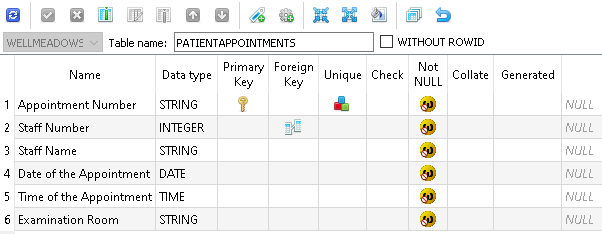 WELLMEADOWS Table name: PATIENTAPPOINTMENTS WITHOUT ROWID
Name Data type Primary Key Foreign Key Unique Check Not NULL Collate Generated
1 Appointment Number STRING NULL
2 Staff Number INTEGER NULL
3 Staff Name STRING NULL
4 Date of the Appointment DATE NULL
5 Time of the Appointment TIME NULL
6 Examination Room STRING NULL